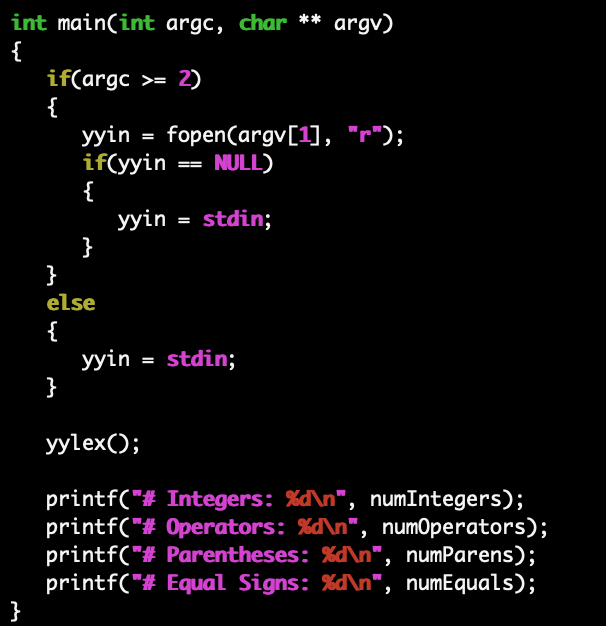 int main(int argc, char ** argv)
{
   if(argc >= 2)
   {
      yyin = fopen(argv[1], "r");
      if(yyin == NULL)
      {
         yyin = stdin;
      }
   }
   else
   {
      yyin = stdin;
   }

   yylex();

   printf("# Integers: %d\n", numIntegers);
   printf("# Operators: %d\n", numOperators);
   printf("# Parentheses: %d\n", numParens);
   printf("# Equal Signs: %d\n", numEquals);
}